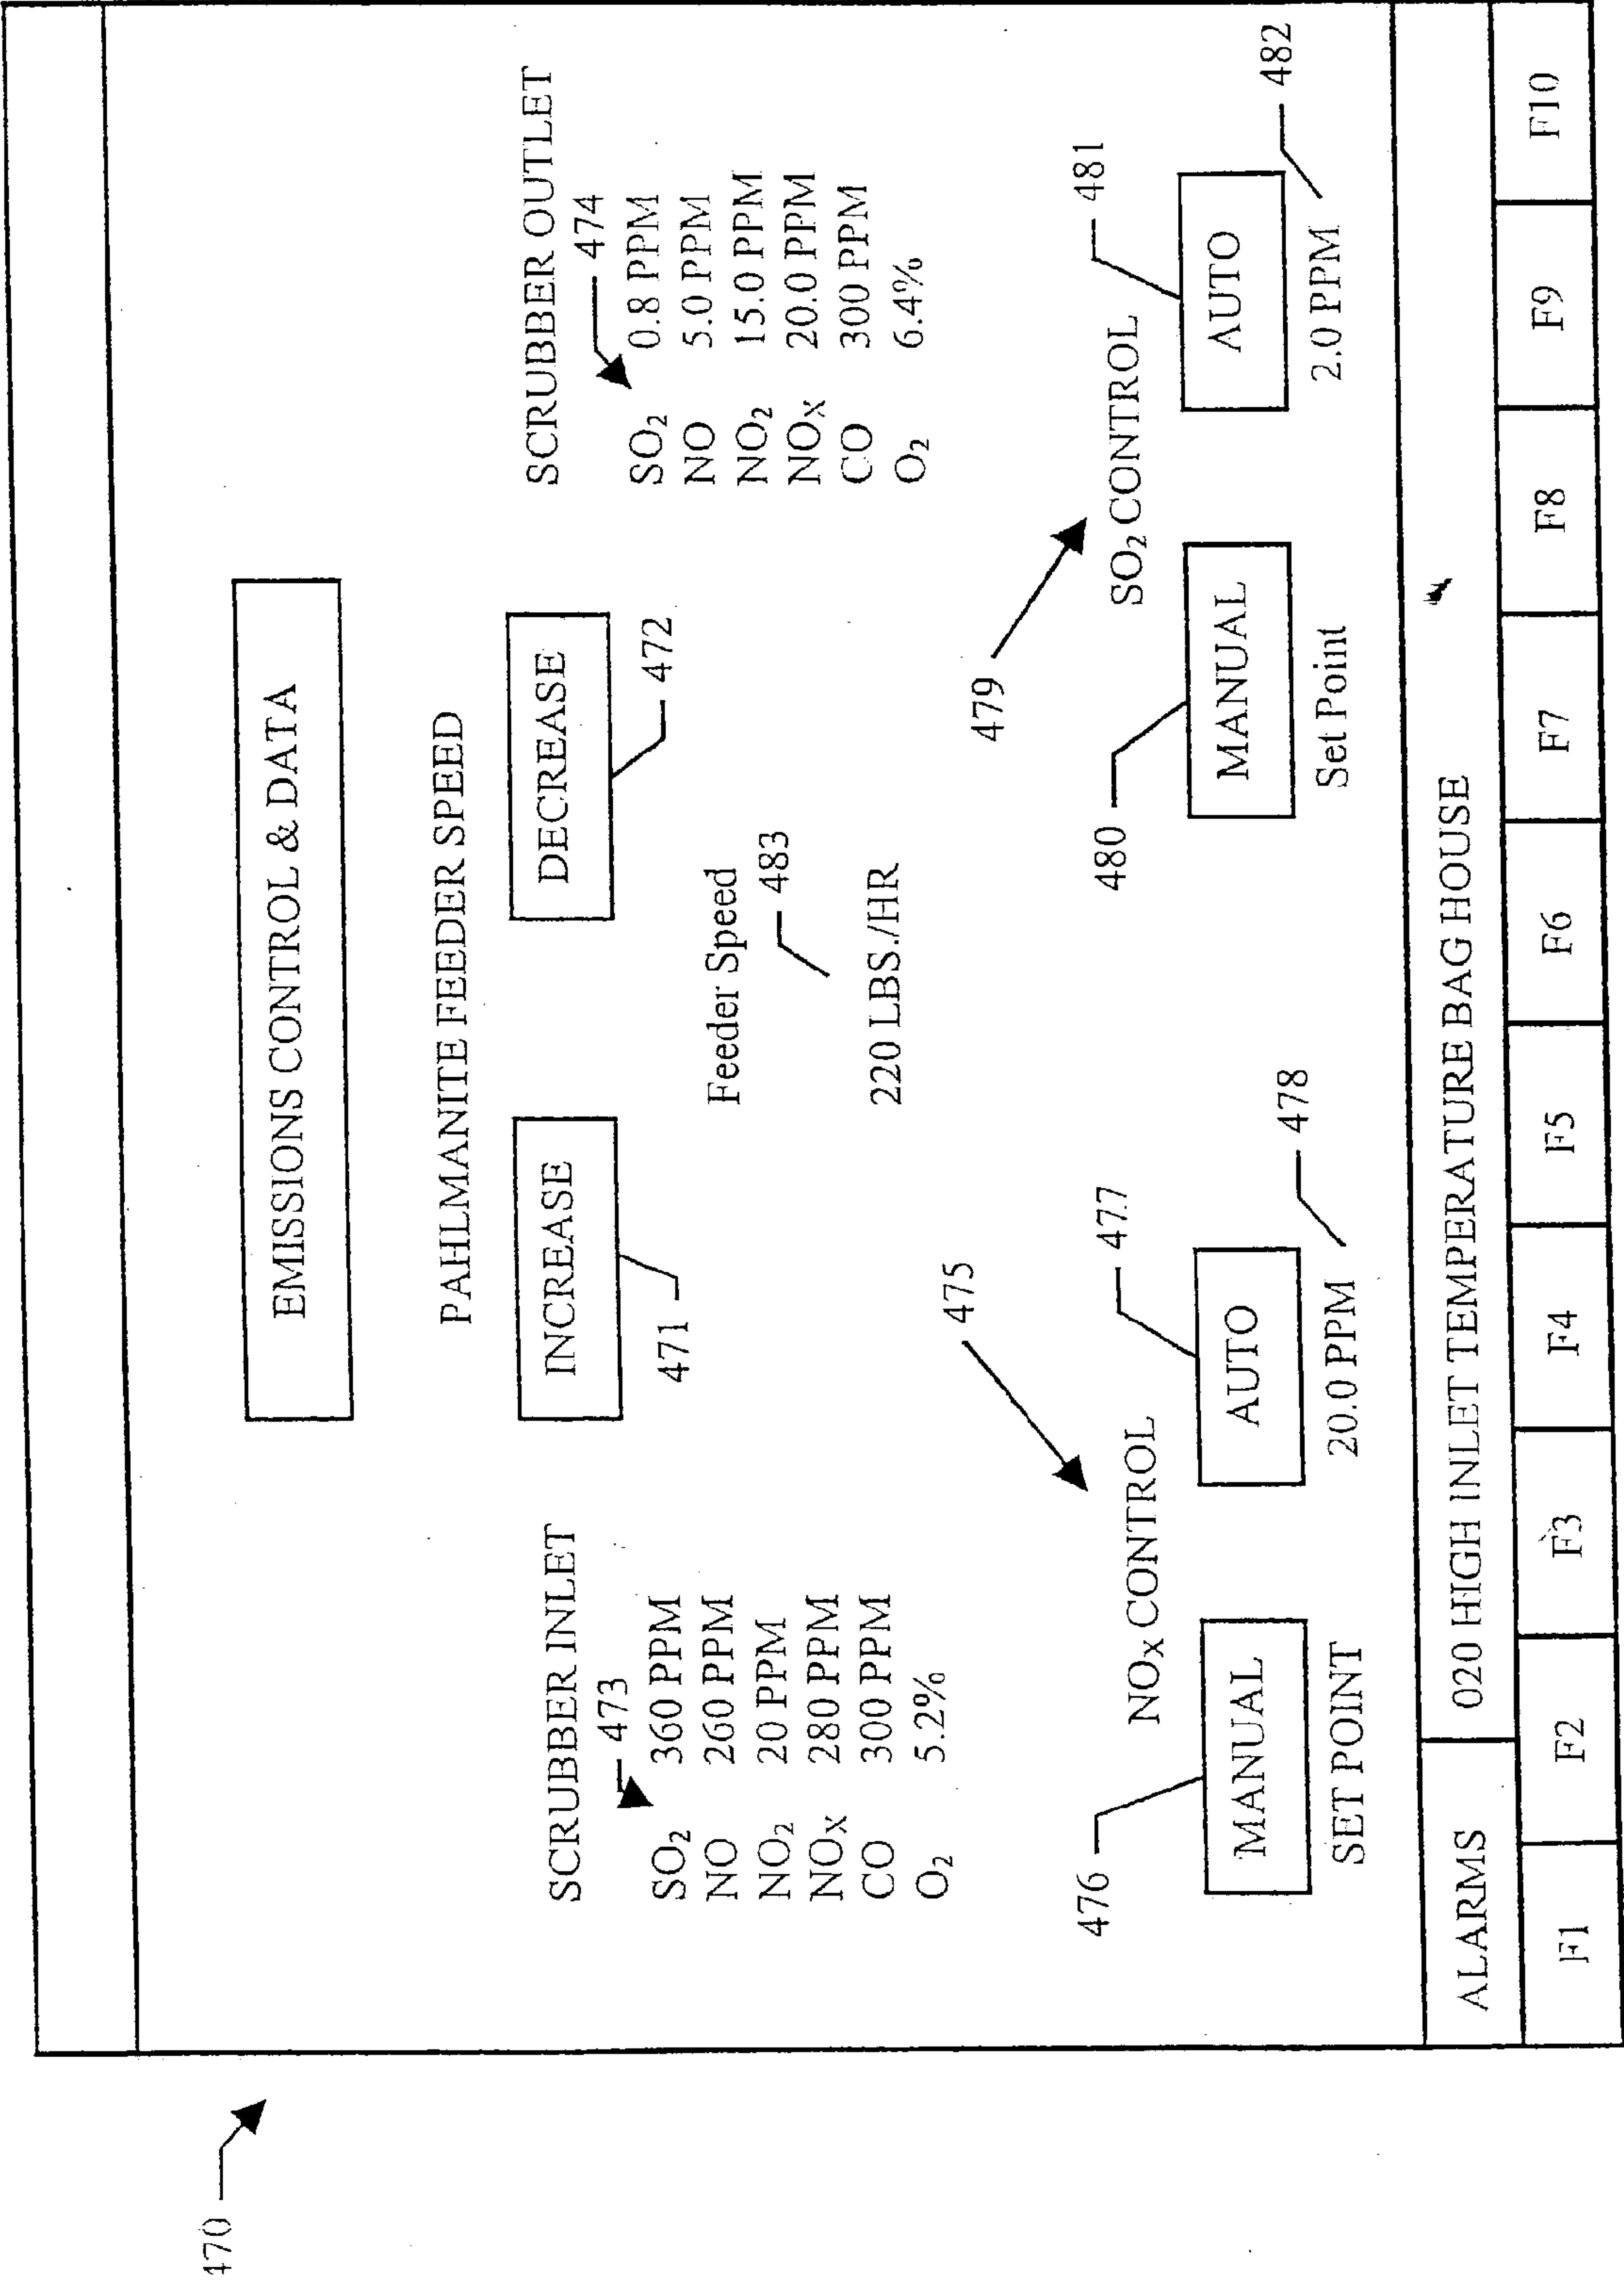 470
EMISSIONS CONTROL & DATA
PAHLMANITE FEEDER SPEED
INCREASE
DECREASE
471
472
Feeder Speed
483
220 LBS./HR
SCRUBBER INLET
473
SO₂ 360 PPM
NO 260 PPM
NO₂ 20 PPM
NOX 280 PPM
CO 300 PPM
O₂ 5.2%
SCRUBBER OUTLET
474
SO₂ 0.8 PPM
NO 5.0 PPM
NO₂ 15.0 PPM
NOX 20.0 PPM
CO 300 PPM
O₂ 6.4%
475
NOX CONTROL
476
477
MANUAL
AUTO
478
SET POINT
20.0 PPM
479
SO₂ CONTROL
480
481
MANUAL
AUTO
482
Set Point
2.0 PPM
ALARMS
020 HIGH INLET TEMPERATURE BAG HOUSE
F1 F2 F3 F4 F5 F6 F7 F8 F9 F10